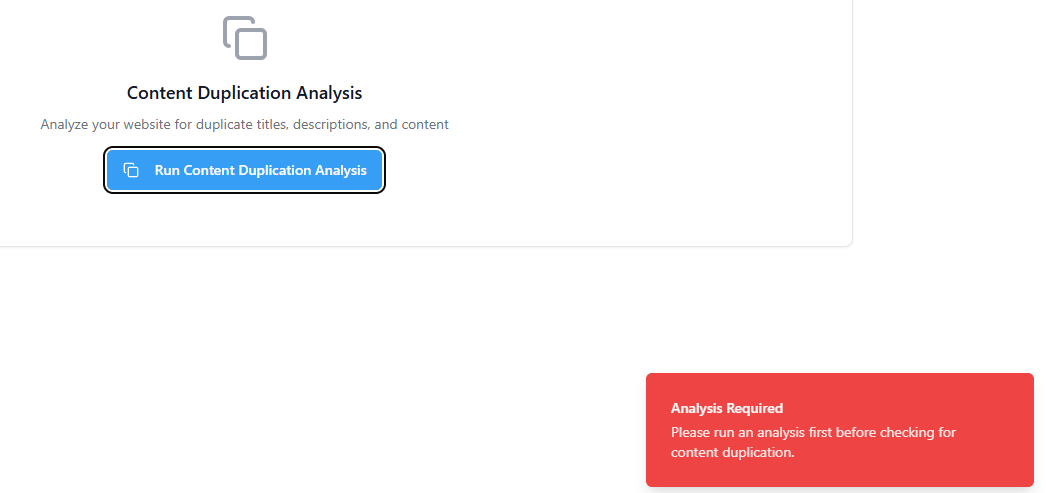 Content Duplication Analysis
Analyze your website for duplicate titles, descriptions, and content
Run Content Duplication Analysis
Analysis Required
Please run an analysis first before checking for
content duplication.